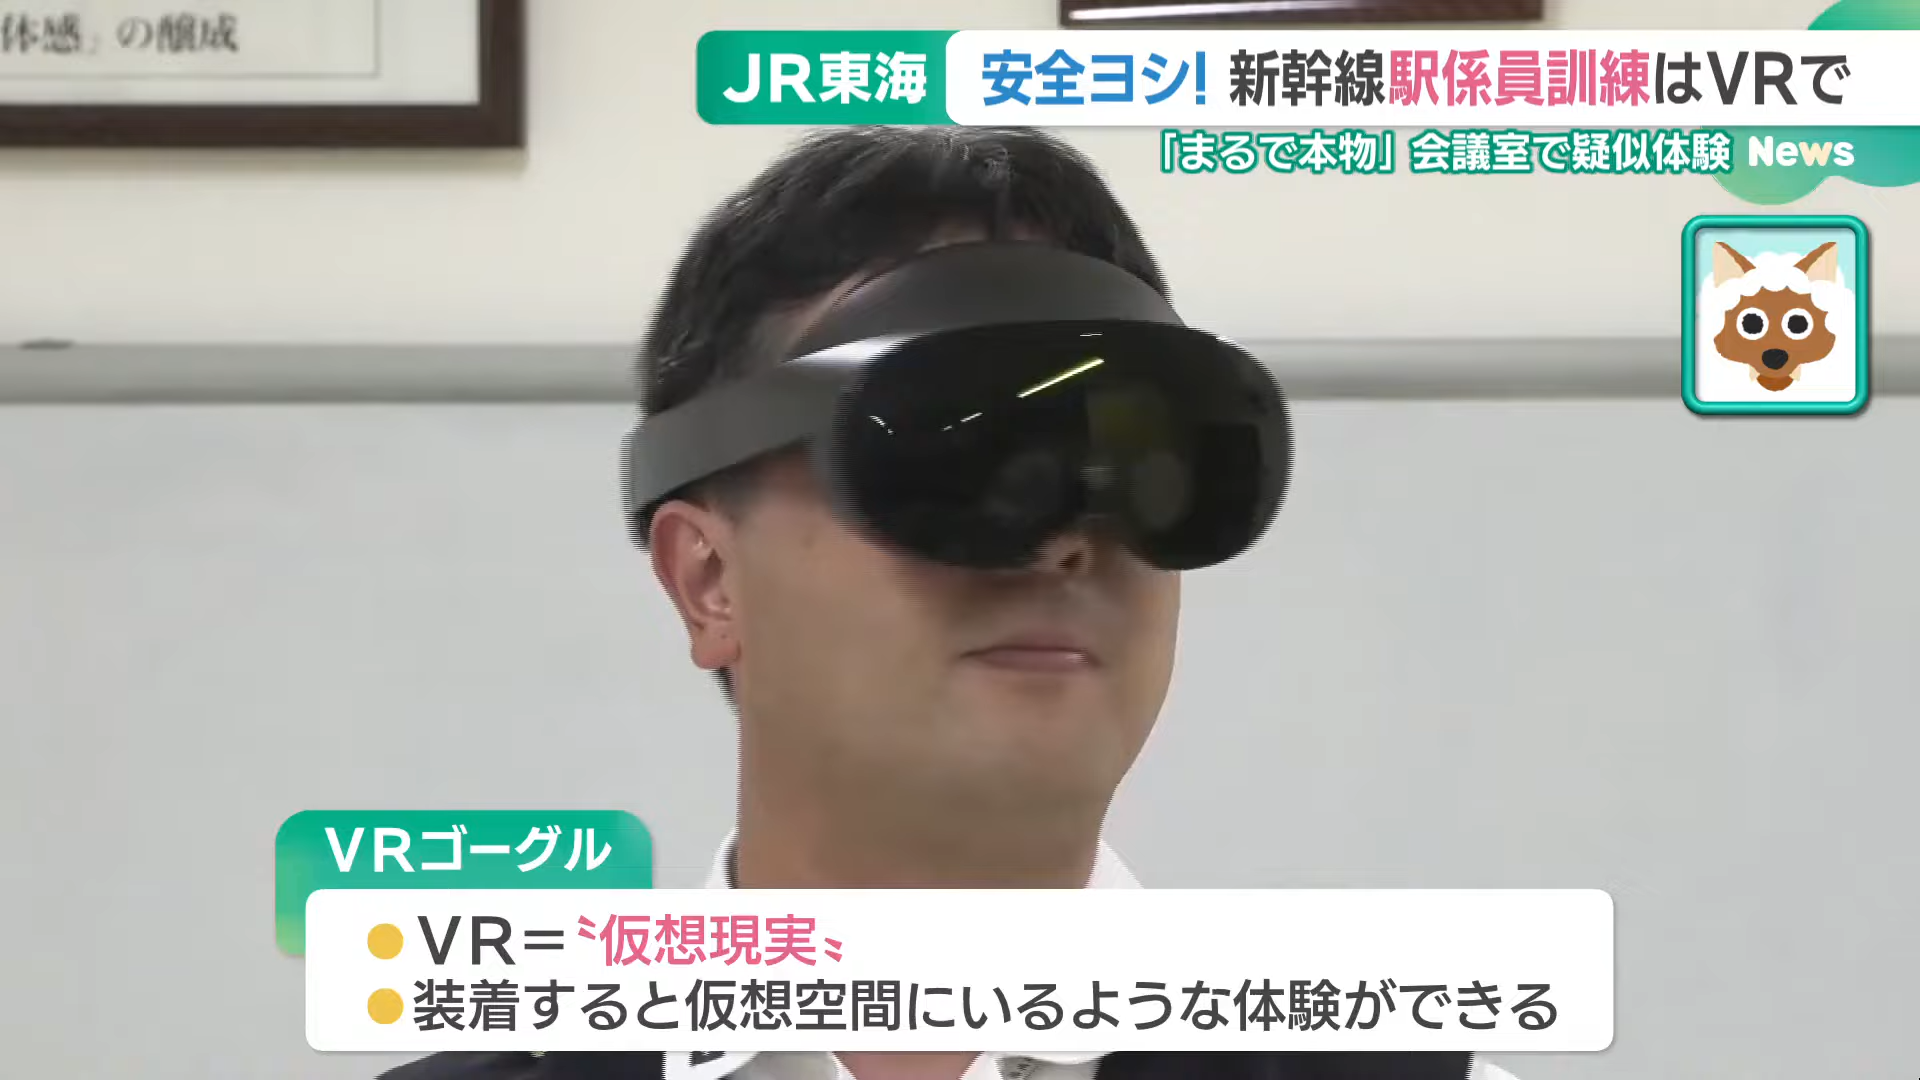 体感」の醸成
JR東海
安全ヨシ！新幹線駅係員訓練はVRで
「まるで本物」会議室で疑似体験 News
VRゴーグル
●VR＝〝仮想現実〟
●装着すると仮想空間にいるような体験ができる